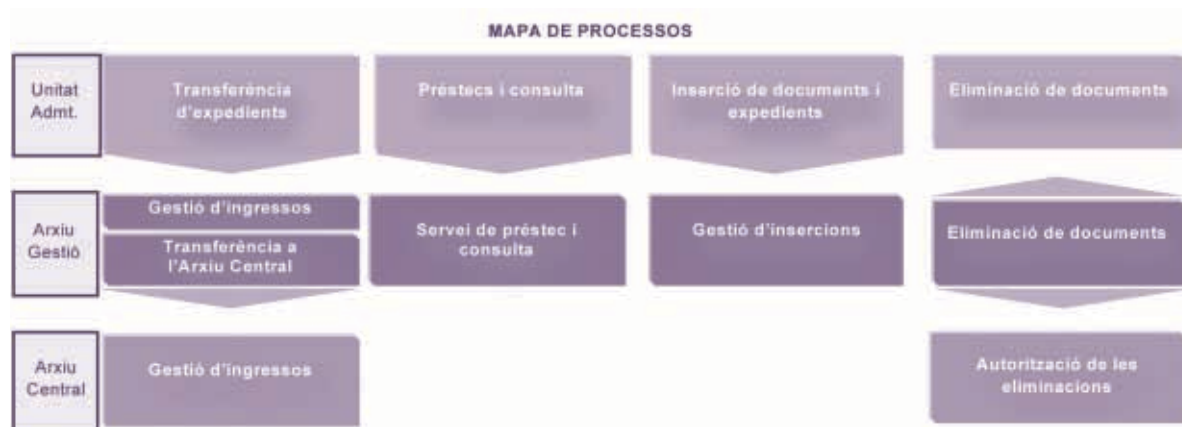 MAPA DE PROCESSOS
Unitat
Admt.
Transferència
d'expedients
Préstecs i consulta
Inserció de documents i
expedients
Eliminació de documents
Arxiu
Gestió
Gestió d'ingressos
Transferència a
l'Arxiu Central
Servei de préstec i
consulta
Gestió d'insercions
Eliminació de documents
Arxiu
Central
Gestió d'ingressos
Autorització de les
eliminacions